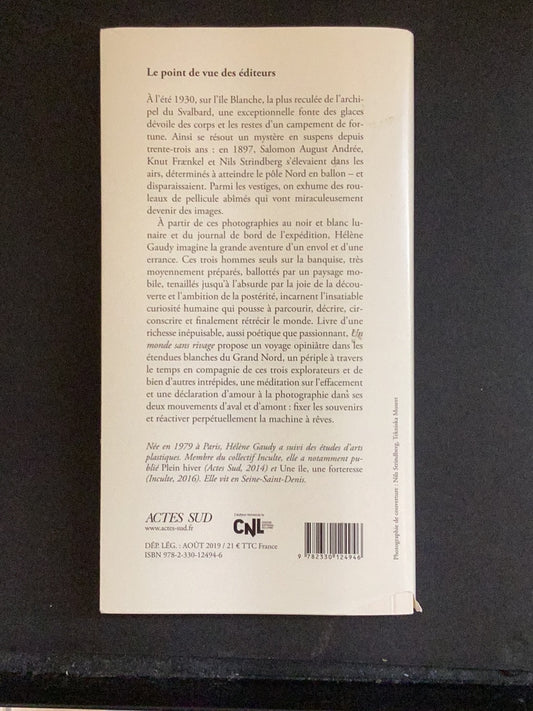 Le point de vue des éditeurs
À l'été 1930, sur l'île Blanche, la plus reculée de l'archi-
pel du Svalbard, une exceptionnelle fonte des glaces
dévoile des corps et les restes d'un campement de for-
tune. Ainsi se résout un mystère en suspens depuis
trente-trois ans : en 1897, Salomon August Andrée,
Knut Frænkel et Nils Strindberg s'élevaient dans les
airs, déterminés à atteindre le pôle Nord en ballon – et
disparaissaient. Parmi les vestiges, on exhume des rou-
leaux de pellicule abîmés qui vont miraculeusement
devenir des images.
À partir de ces photographies au noir et blanc lu-
naire et du journal de bord de l'expédition, Hélène
Gaudy imagine la grande aventure d'un envol et d'une
errance. Ces trois hommes seuls sur la banquise, très
moyennement préparés, ballottés par un paysage mo-
bile, tenaillés jusqu'à l'absurde par la joie de la décou-
verte et l'ambition de la postérité, incarnent l'insatiable
curiosité humaine qui pousse à parcourir, décrire, cir-
conscrire et finalement rétrécir le monde. Livre d'une
richesse inépuisable, aussi poétique que passionnant, Un
monde sans rivage propose un voyage opiniâtre dans les
étendues blanches du Grand Nord, un périple à travers
le temps en compagnie de ces trois explorateurs et de
bien d'autres intrépides, une méditation sur l'effacement
et une déclaration d'amour à la photographie dans ses
deux mouvements d'aval et d'amont : fixer les souvenirs
et réactiver perpétuellement la machine à rêves.
Née en 1979 à Paris, Hélène Gaudy a suivi des études d'arts
plastiques. Membre du collectif Inculte, elle a notamment pu-
blié Plein hiver (Actes Sud, 2014) et Une île, une forteresse
(Inculte, 2016). Elle vit en Seine-Saint-Denis.
ACTES SUD
www.actes-sud.fr
CNL
DÉP. LÉG. : AOÛT 2019 / 21 € TTC France
ISBN 978-2-330-12494-6
9 782330 124946
Photographie de couverture : Nils Strindberg, Tekniska Museet